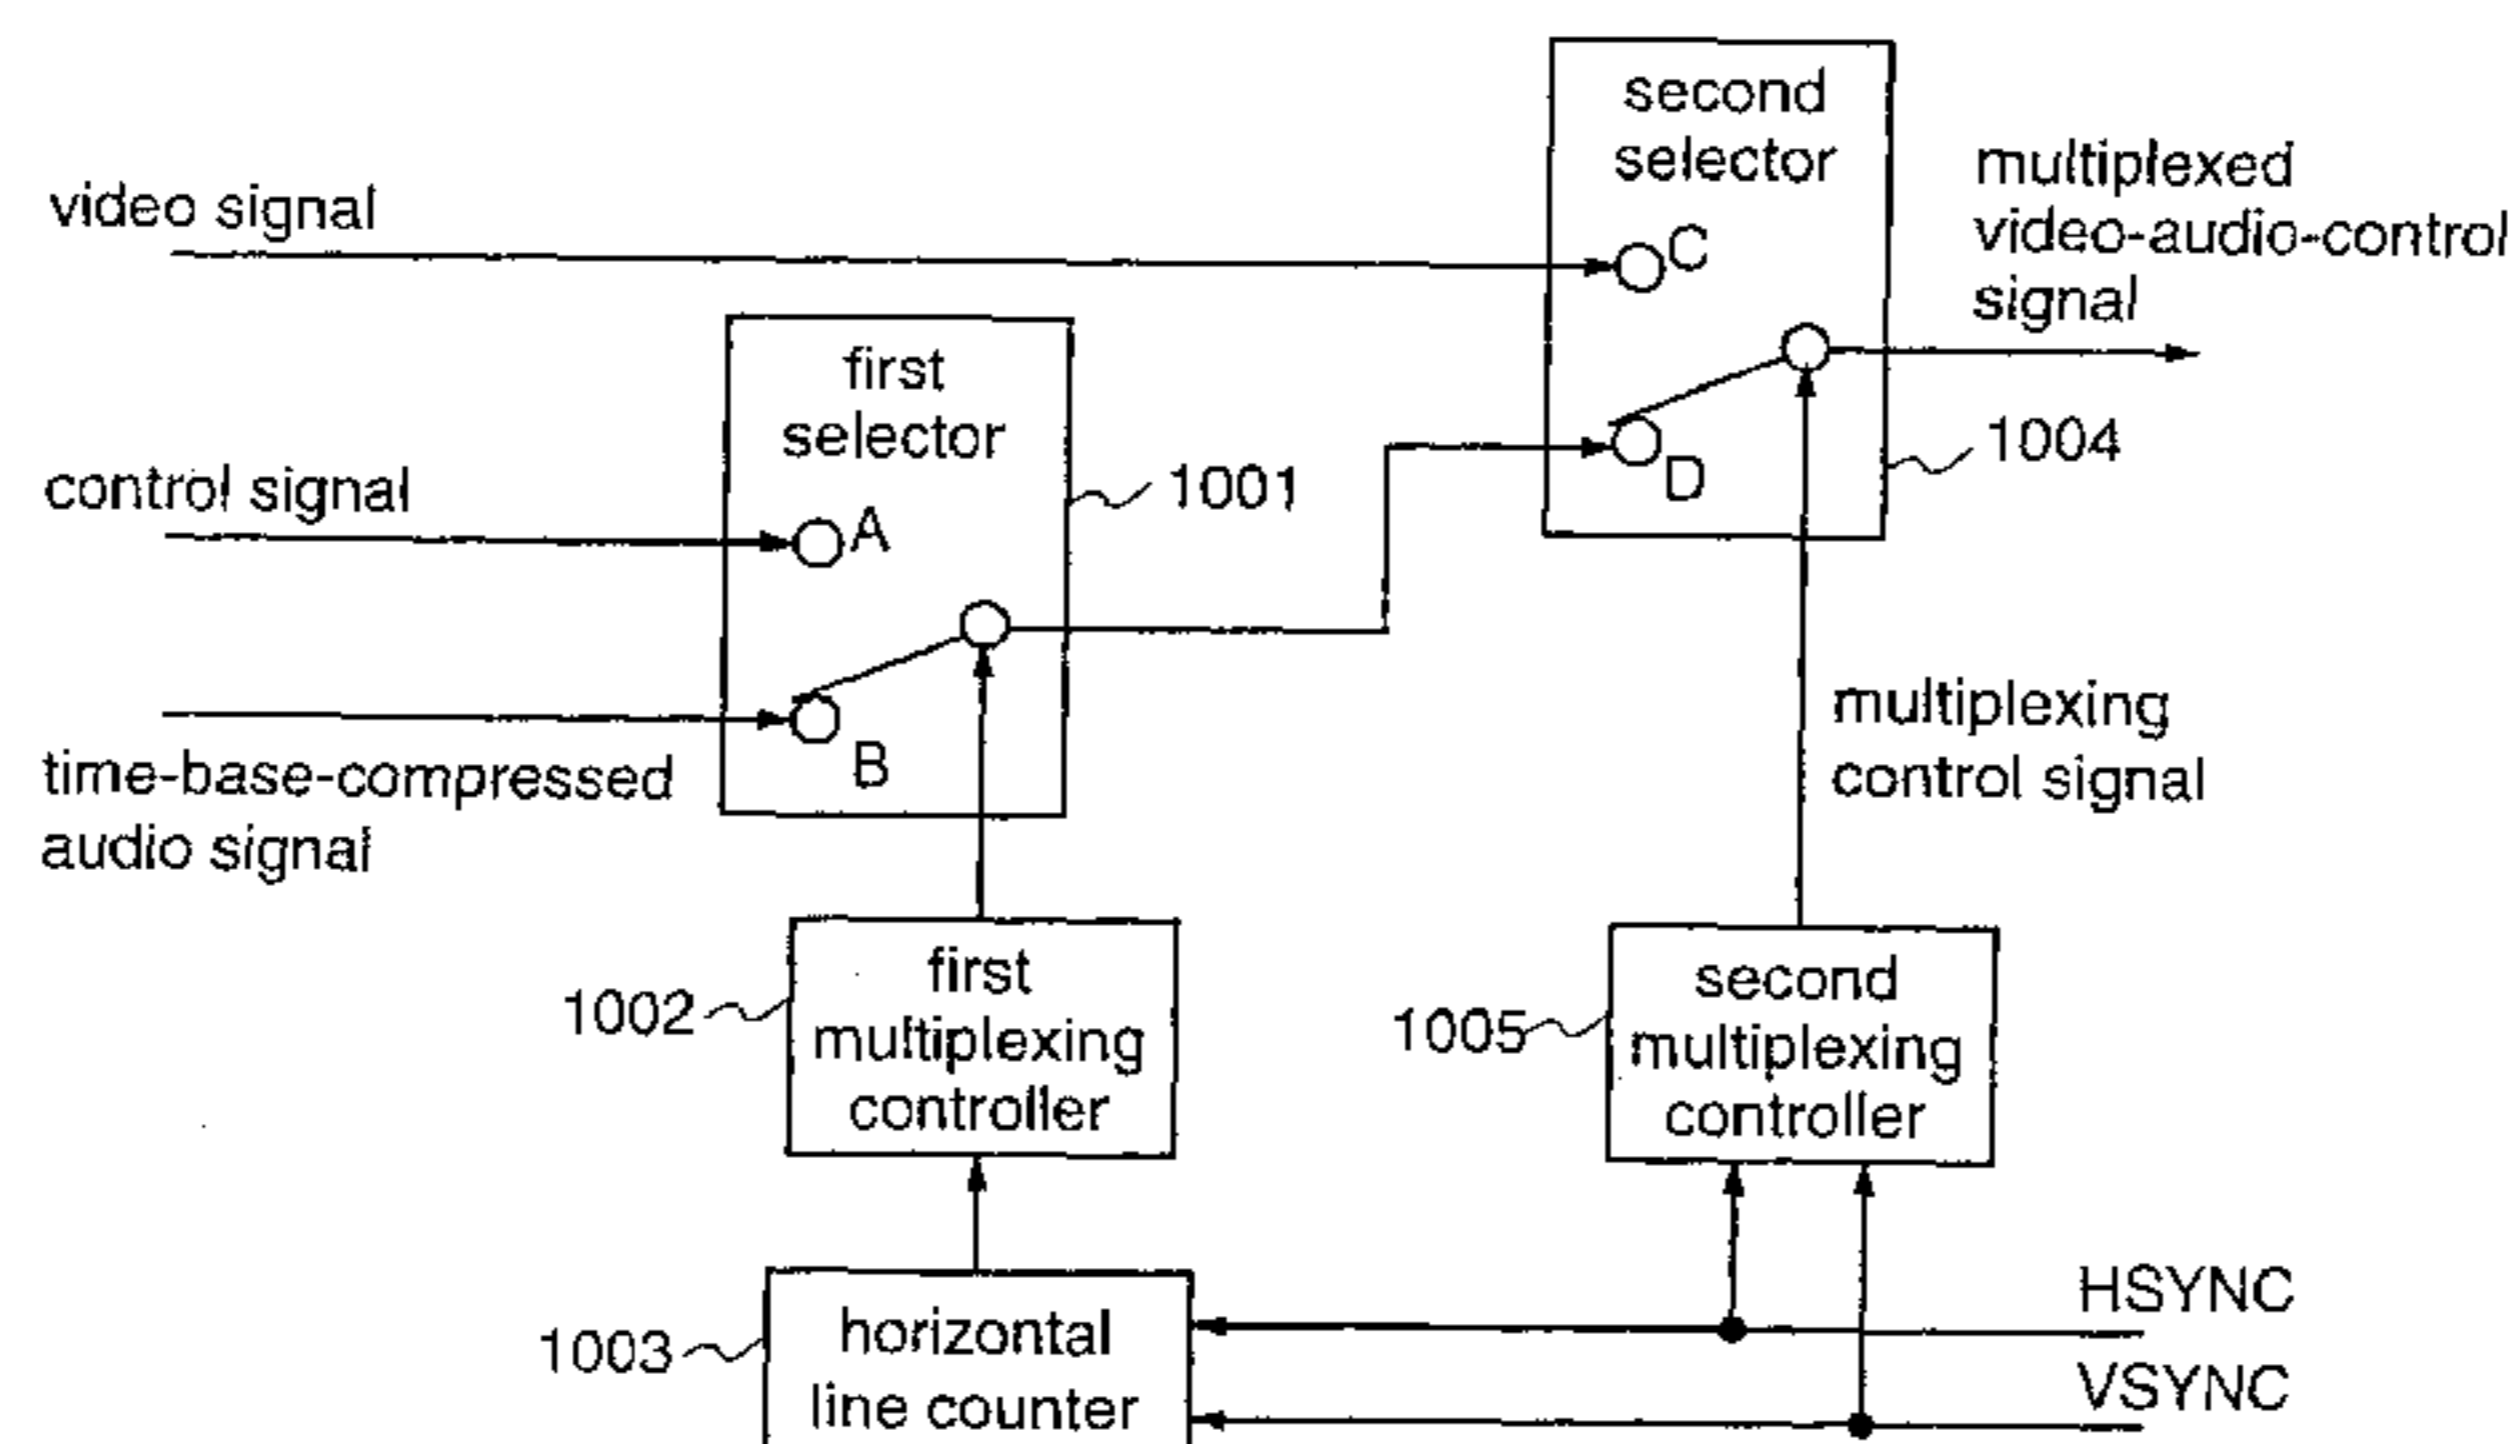 second
selector
multiplexed
video-audio-control
signal
video signal
C
first
selector
1004
D
control signal
1001
A
multiplexing
control signal
B
time-base-compressed
audio signal
first
multiplexing
controller
1002
second
multiplexing
controller
1005
HSYNC
horizontal
line counter
1003
VSYNC